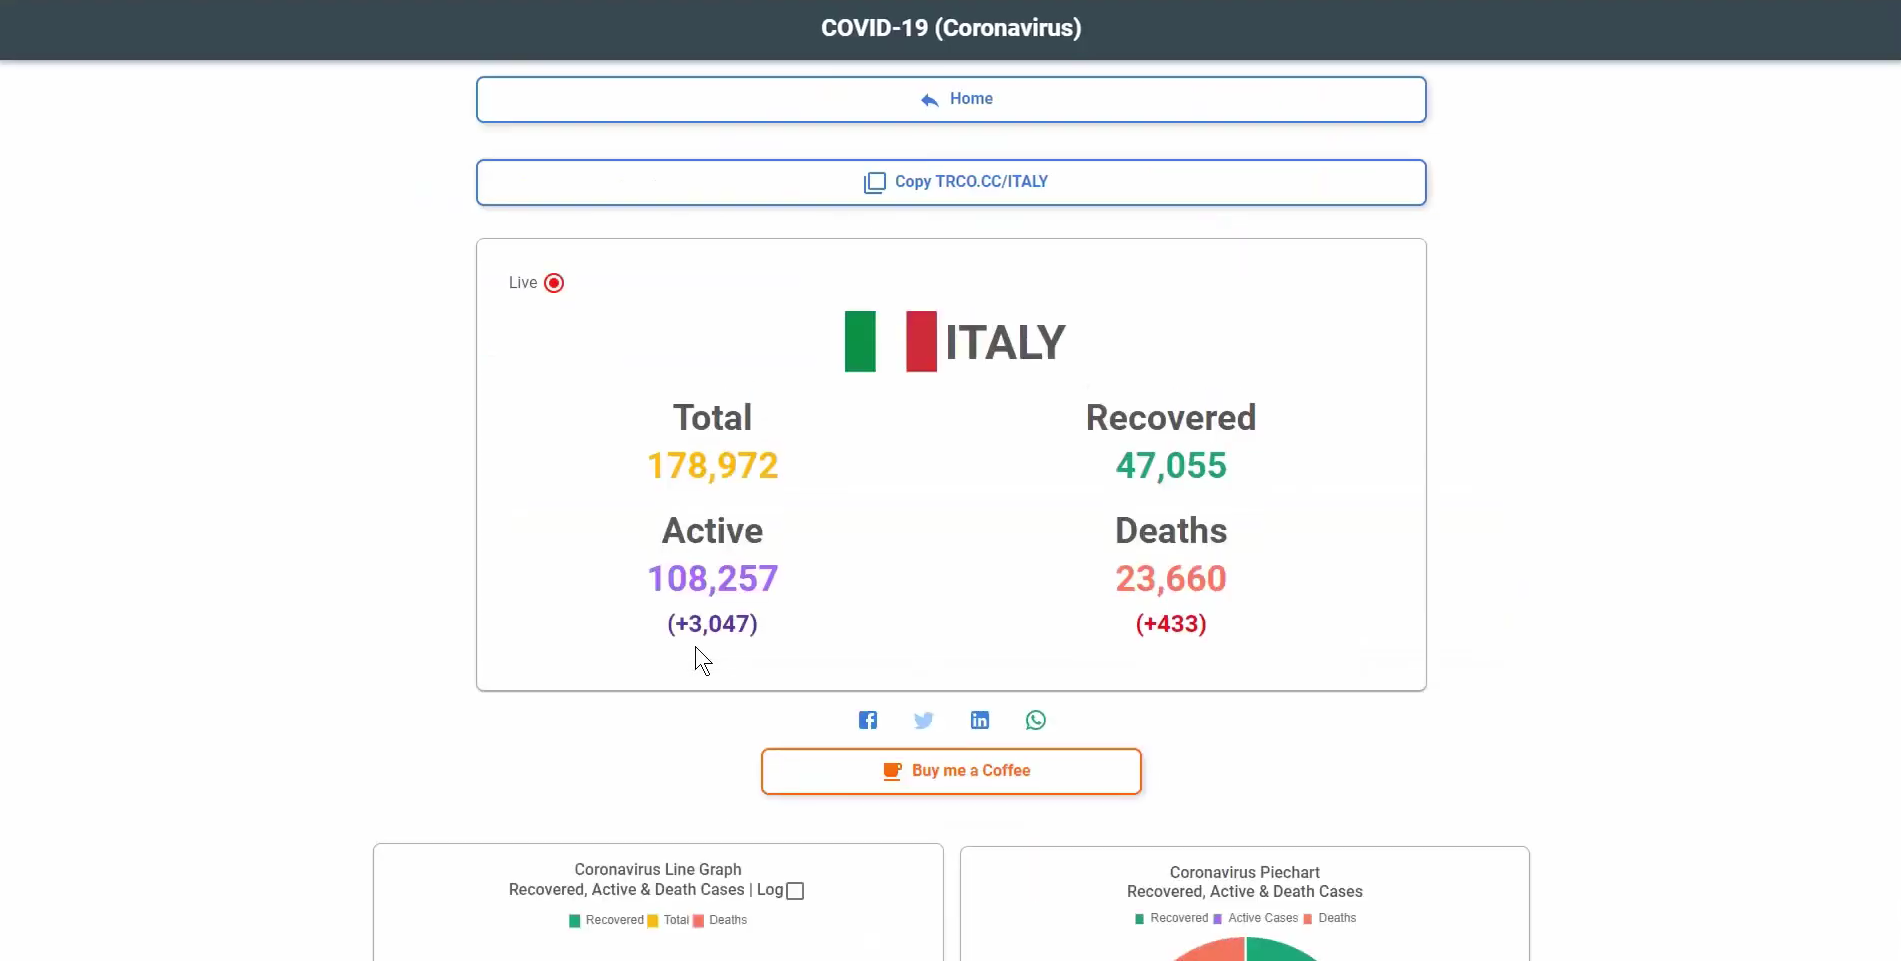 COVID-19 (Coronavirus)
Home
Copy TRCO.CC/ITALY
Live
ITALY
Total
178,972
Recovered
47,055
Active
108,257
(+3,047)
Deaths
23,660
(+433)
Buy me a Coffee
Coronavirus Line Graph
Recovered, Active & Death Cases | Log
Recovered Total Deaths
Coronavirus Piechart
Recovered, Active & Death Cases
Recovered Active Cases Deaths